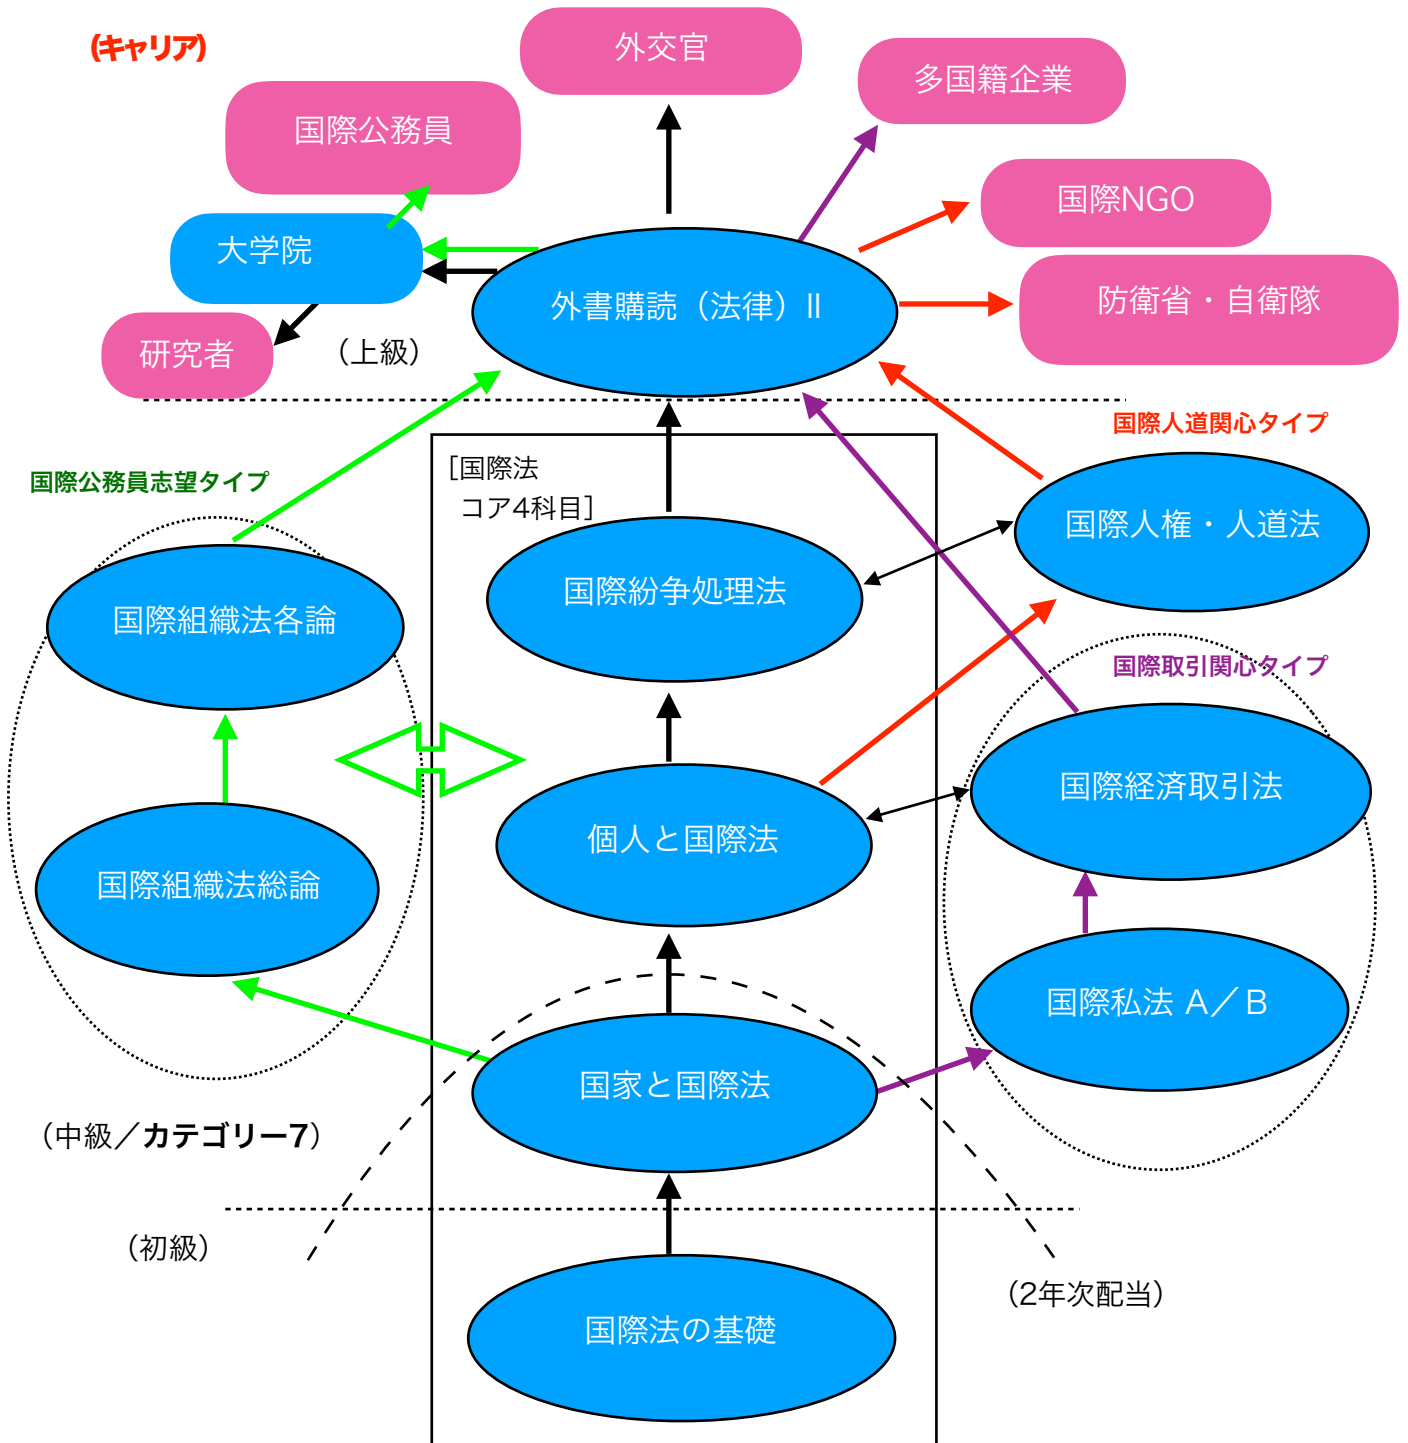 （キャリア）
外交官
多国籍企業
国際公務員
国際NGO
大学院
防衛省・自衛隊
外書購読（法律）II
研究者
（上級）
国際人道関心タイプ
［国際法
コア4科目］
国際公務員志望タイプ
国際人権・人道法
国際紛争処理法
国際組織法各論
国際取引関心タイプ
国際経済取引法
個人と国際法
国際組織法総論
国際私法 A／B
国家と国際法
（中級／カテゴリー7）
（初級）
（2年次配当）
国際法の基礎